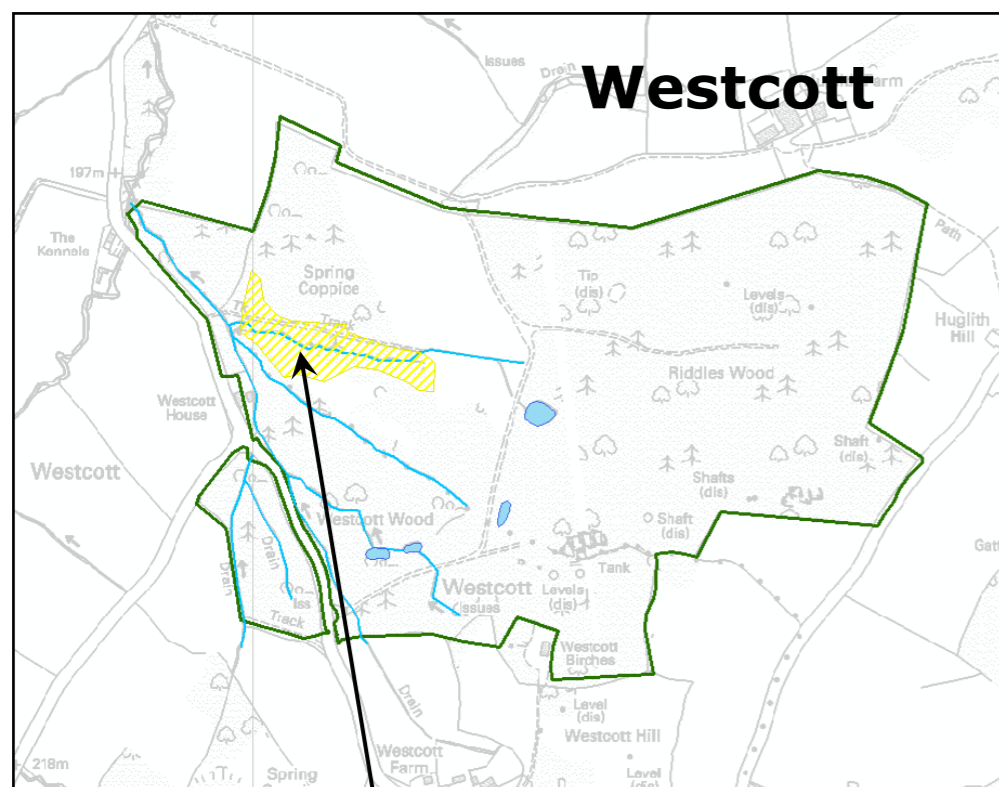 Westcott
Issues
Drain
Farm
197m
The
Kennels
Spring
Coppice
Track
Tip
(dis)
Levels
(dis)
Path
Huglith
Hill
Riddles Wood
Westcott
House
Shaft
(dis)
Westcott
Shafts
(dis)
Westcott Wood
Shaft
(dis)
Drain
Drain
Tank
Westcott
Issues
Levels
(dis)
Iss
Track
Westcott
Birches
Drain
Level
(dis)
Westcott Hill
Westcott
Farm
218m
Spring
Level